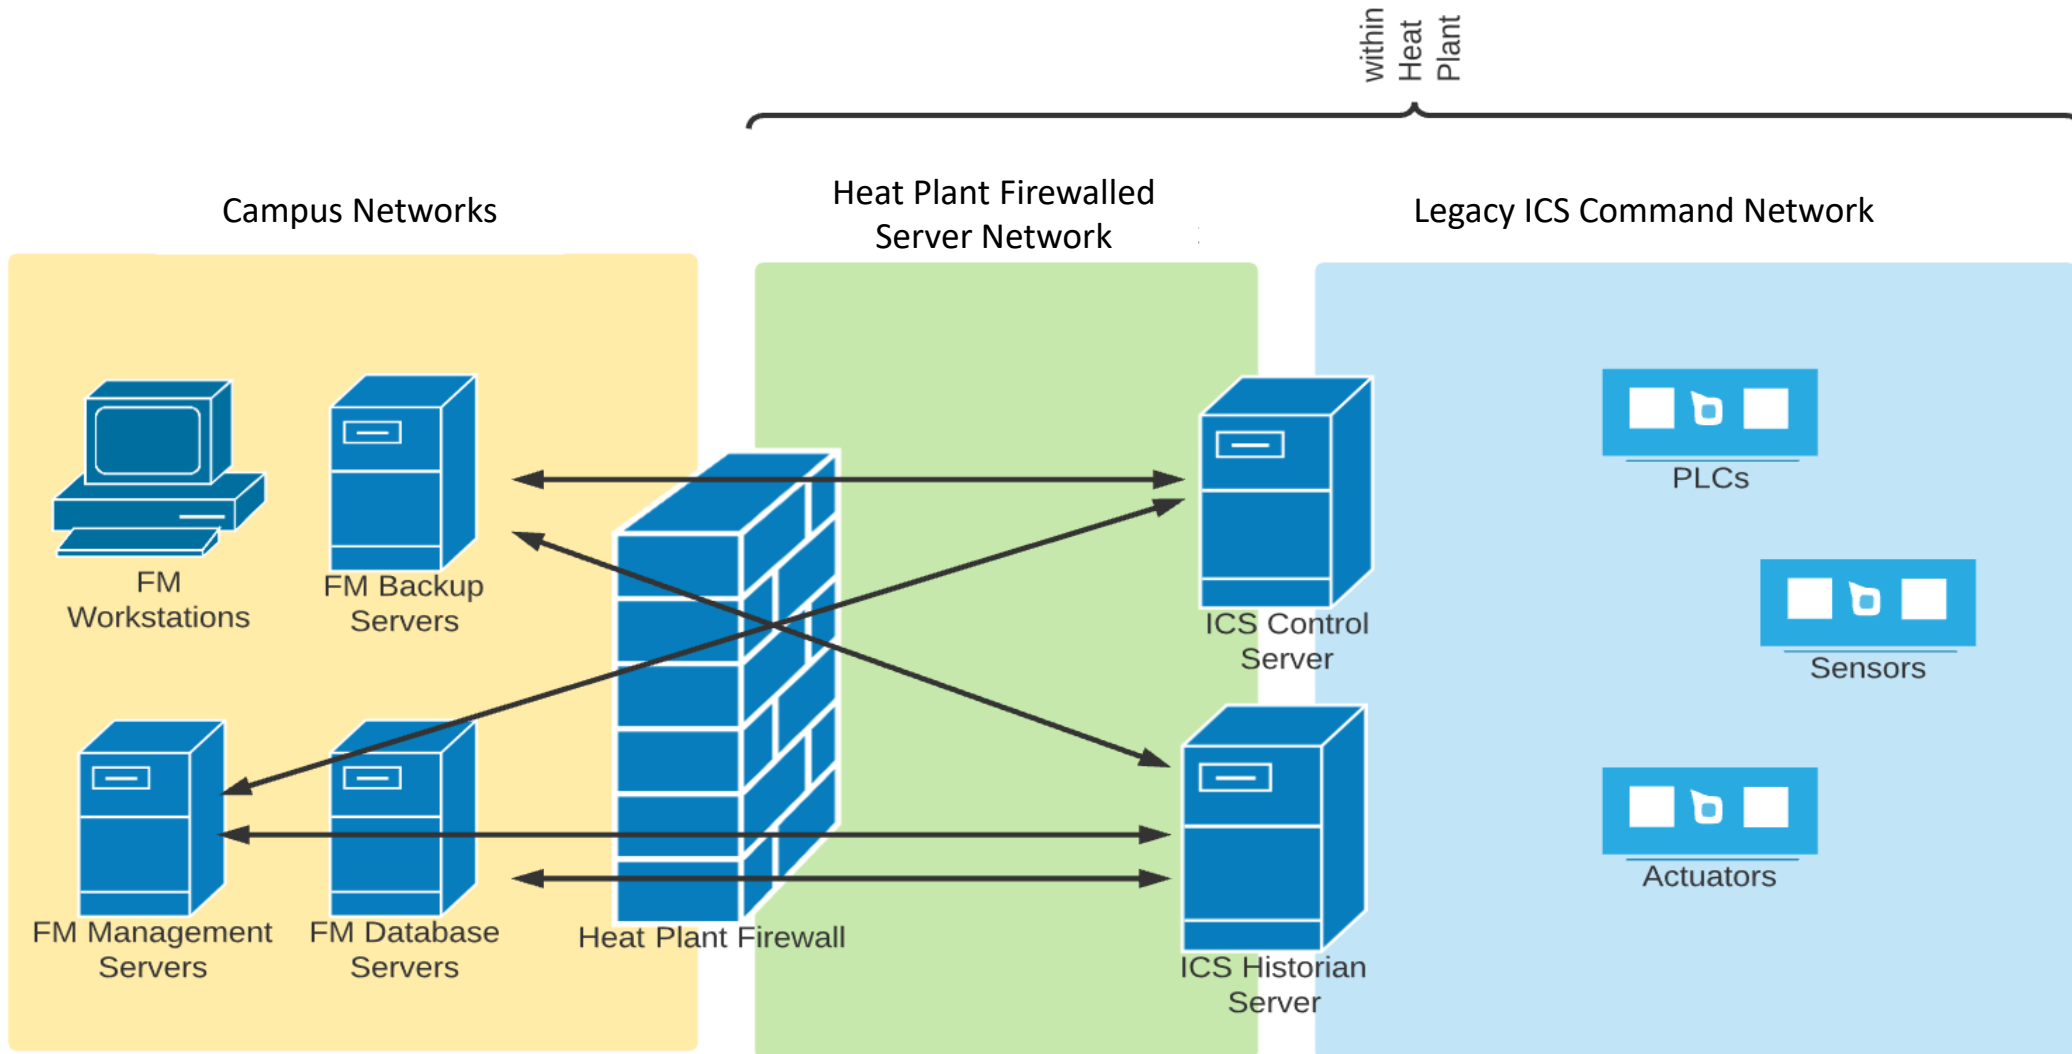 within
Heat
Plant
Campus Networks
Heat Plant Firewalled
Server Network
Legacy ICS Command Network
FM
Workstations
FM Backup
Servers
ICS Control
Server
PLCs
Sensors
FM Management
Servers
FM Database
Servers
Heat Plant Firewall
ICS Historian
Server
Actuators